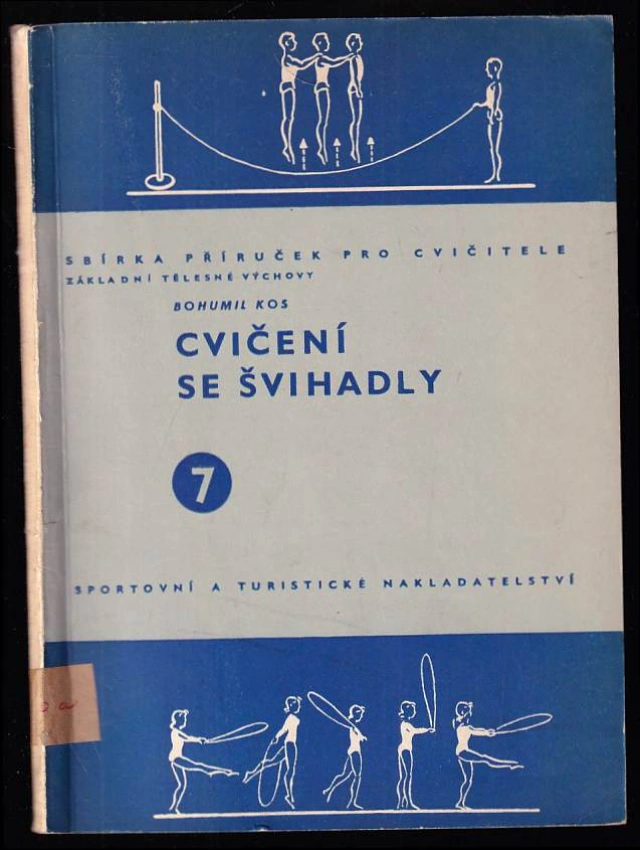 SBÍRKA PŘÍRUČEK PRO CVIČITELE
ZÁKLADNÍ TĚLESNÉ VÝCHOVY
BOHUMIL KOS
CVIČENÍ
SE ŠVIHADLY
7
SPORTOVNÍ A TURISTICKÉ NAKLADATELSTVÍ